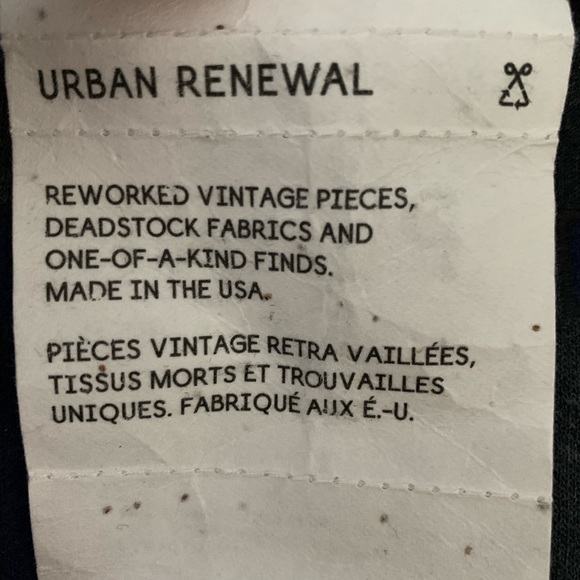 URBAN RENEWAL
REWORKED VINTAGE PIECES,
DEADSTOCK FABRICS AND
ONE-OF-A-KIND FINDS.
MADE IN THE USA.
PIÈCES VINTAGE RETRA VAILLÉES,
TISSUS MORTS ET TROUVAILLES
UNIQUES. FABRIQUÉ AUX É.-U.